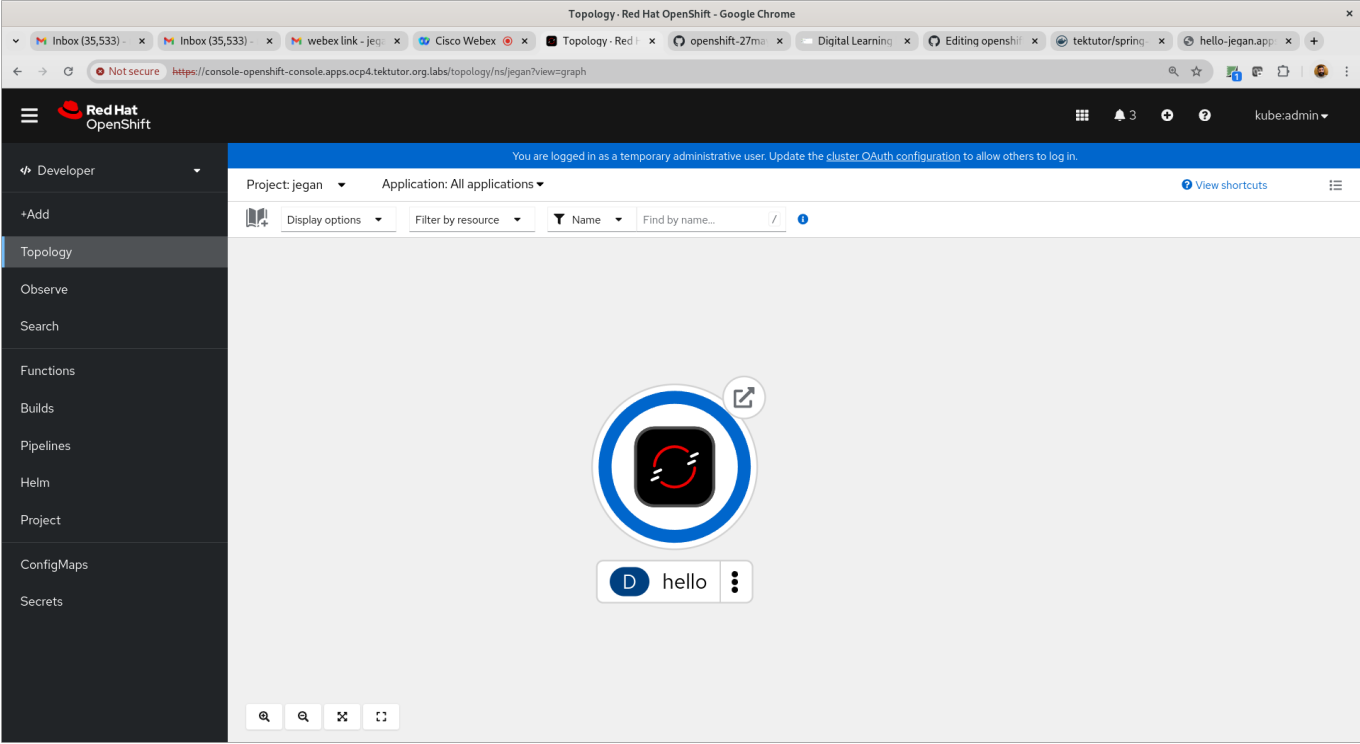 Topology · Red Hat OpenShift - Google Chrome
Inbox (35,533) - Inbox (35,533) - webex link - jega Cisco Webex Topology · Red H openshift-27ma Digital Learning Editing openshif tektutor/spring- hello-jegan.app
Not secure https://console-openshift-console.apps.ocp4.tektutor.org.labs/topology/ns/jegan?view=graph
1
Red Hat
OpenShift
3
kube:admin
You are logged in as a temporary administrative user. Update the cluster OAuth configuration to allow others to log in.
Developer
Project: jegan Application: All applications View shortcuts
+Add
Display options Filter by resource Name Find by name... /
Topology
Observe
Search
Functions
Builds
Pipelines
Helm
Project
ConfigMaps
Secrets
D hello